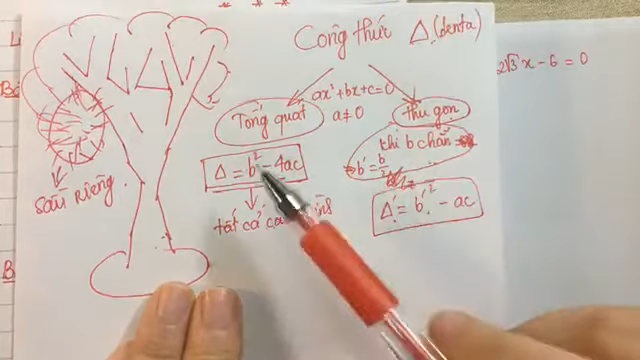 Công thức Δ (denta)
ax² + bx + c = 0
a ≠ 0
Tổng quát
thu gọn
Δ = b² - 4ac
khi b chẵn
b' = b/2
Δ' = b'² - ac
tất cả
sầu riêng
2√3x - 6 = 0